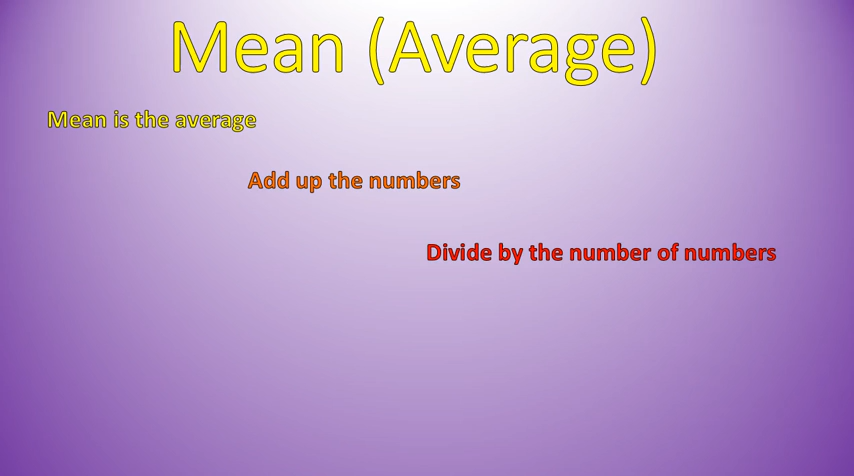 Mean (Average)
Mean is the average
Add up the numbers
Divide by the number of numbers